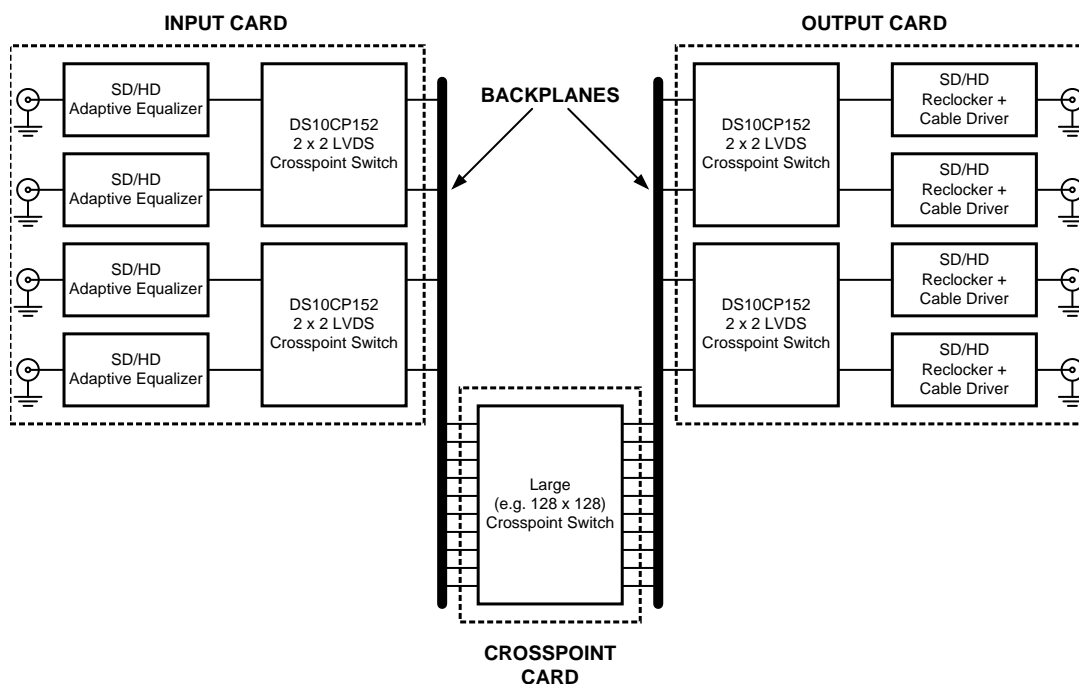 INPUT CARD
SD/HD
Adaptive Equalizer
SD/HD
Adaptive Equalizer
SD/HD
Adaptive Equalizer
SD/HD
Adaptive Equalizer
DS10CP152
2 x 2 LVDS
Crosspoint Switch
DS10CP152
2 x 2 LVDS
Crosspoint Switch
BACKPLANES
OUTPUT CARD
DS10CP152
2 x 2 LVDS
Crosspoint Switch
DS10CP152
2 x 2 LVDS
Crosspoint Switch
SD/HD
Reclocker +
Cable Driver
SD/HD
Reclocker +
Cable Driver
SD/HD
Reclocker +
Cable Driver
SD/HD
Reclocker +
Cable Driver
Large
(e.g. 128 x 128)
Crosspoint Switch
CROSSPOINT
CARD